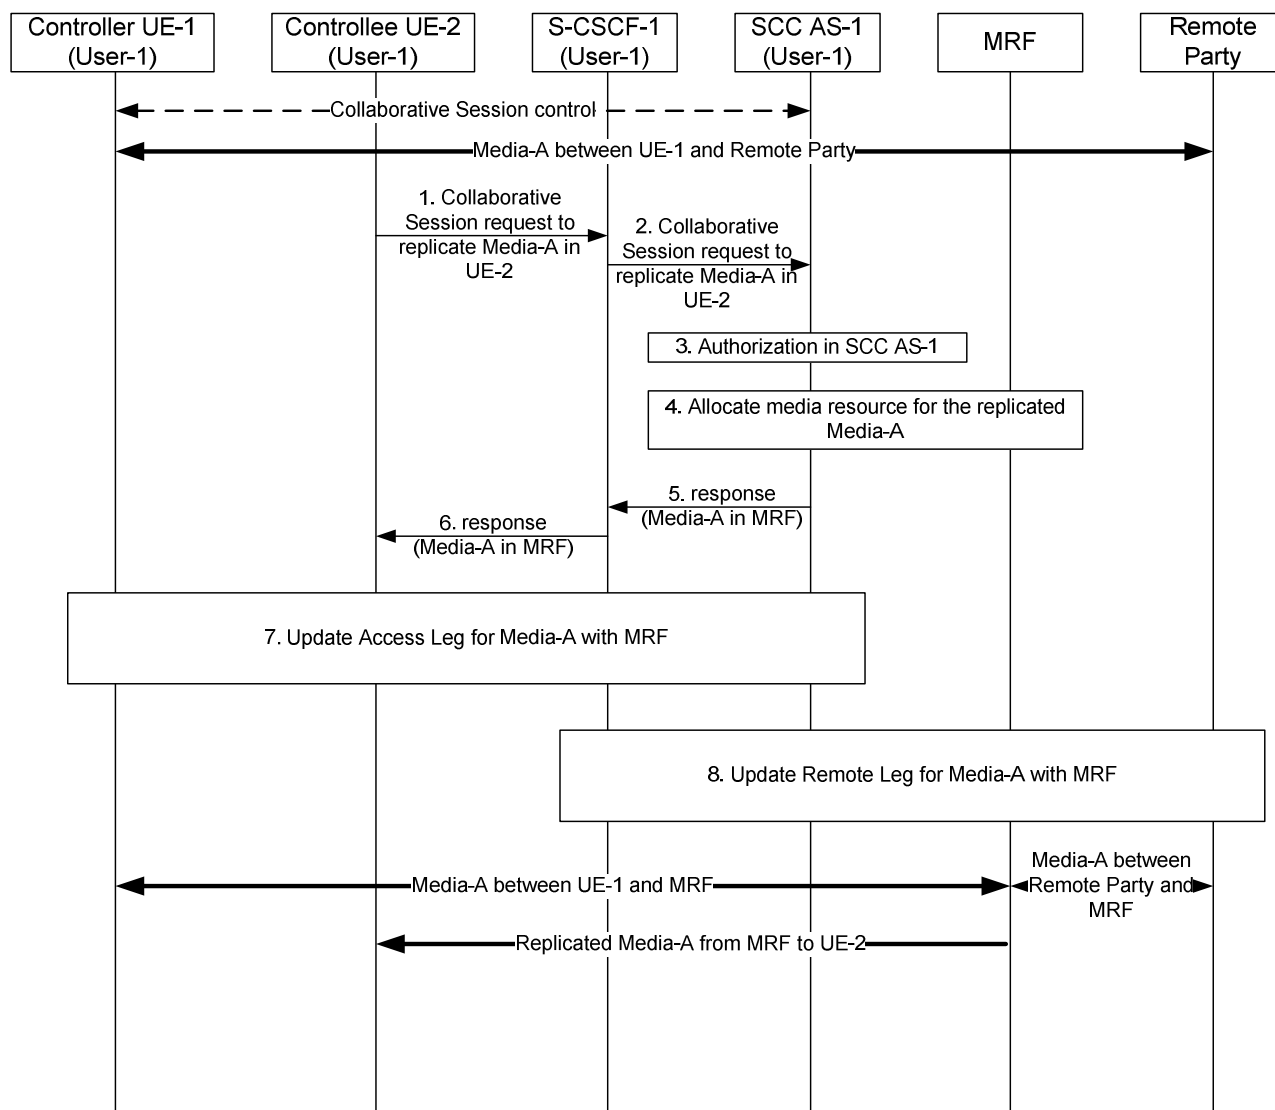 Controller UE-1
(User-1)
Controllee UE-2
(User-1)
S-CSCF-1
(User-1)
SCC AS-1
(User-1)
MRF
Remote
Party
Collaborative Session control
Media-A between UE-1 and Remote Party
1. Collaborative
Session request to
replicate Media-A in
UE-2
2. Collaborative
Session request to
replicate Media-A in
UE-2
3. Authorization in SCC AS-1
4. Allocate media resource for the replicated
Media-A
5. response
(Media-A in MRF)
6. response
(Media-A in MRF)
7. Update Access Leg for Media-A with MRF
8. Update Remote Leg for Media-A with MRF
Media-A between UE-1 and MRF
Media-A between
Remote Party and
MRF
Replicated Media-A from MRF to UE-2